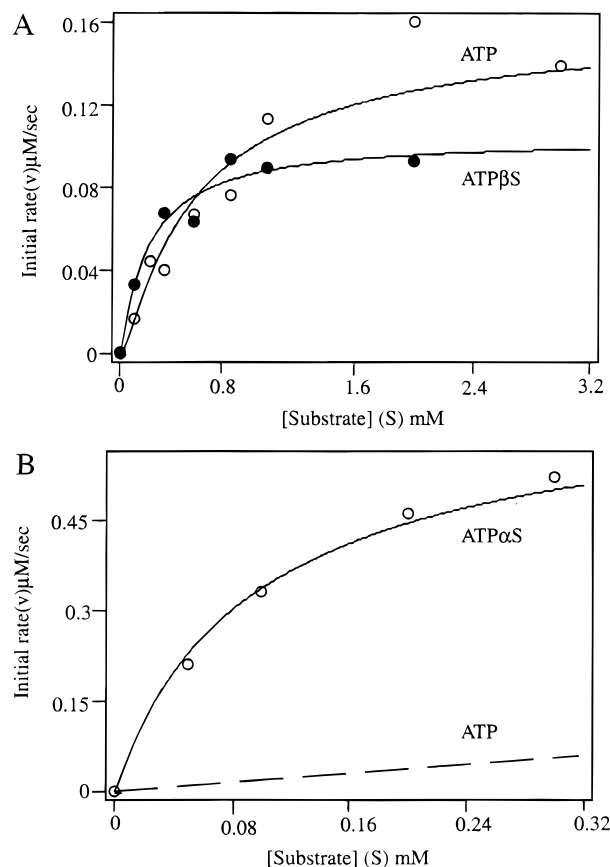 A
0.16
0.12
0.08
0.04
0
Initial rate(v)µM/sec
ATP
ATPβS
0 0.8 1.6 2.4 3.2
[Substrate] (S) mM
B
0.45
0.3
0.15
0
Initial rate(v)µM/sec
ATPαS
ATP
0 0.08 0.16 0.24 0.32
[Substrate] (S) mM